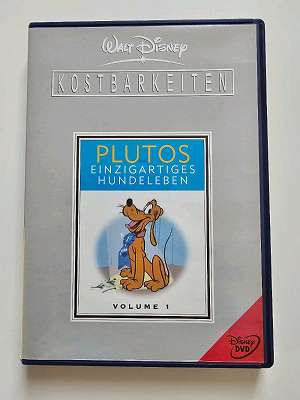 WALT DISNEY
KOSTBARKEITEN
PLUTOS
EINZIGARTIGES
HUNDELEBEN
VOLUME 1
DISNEY
DVD